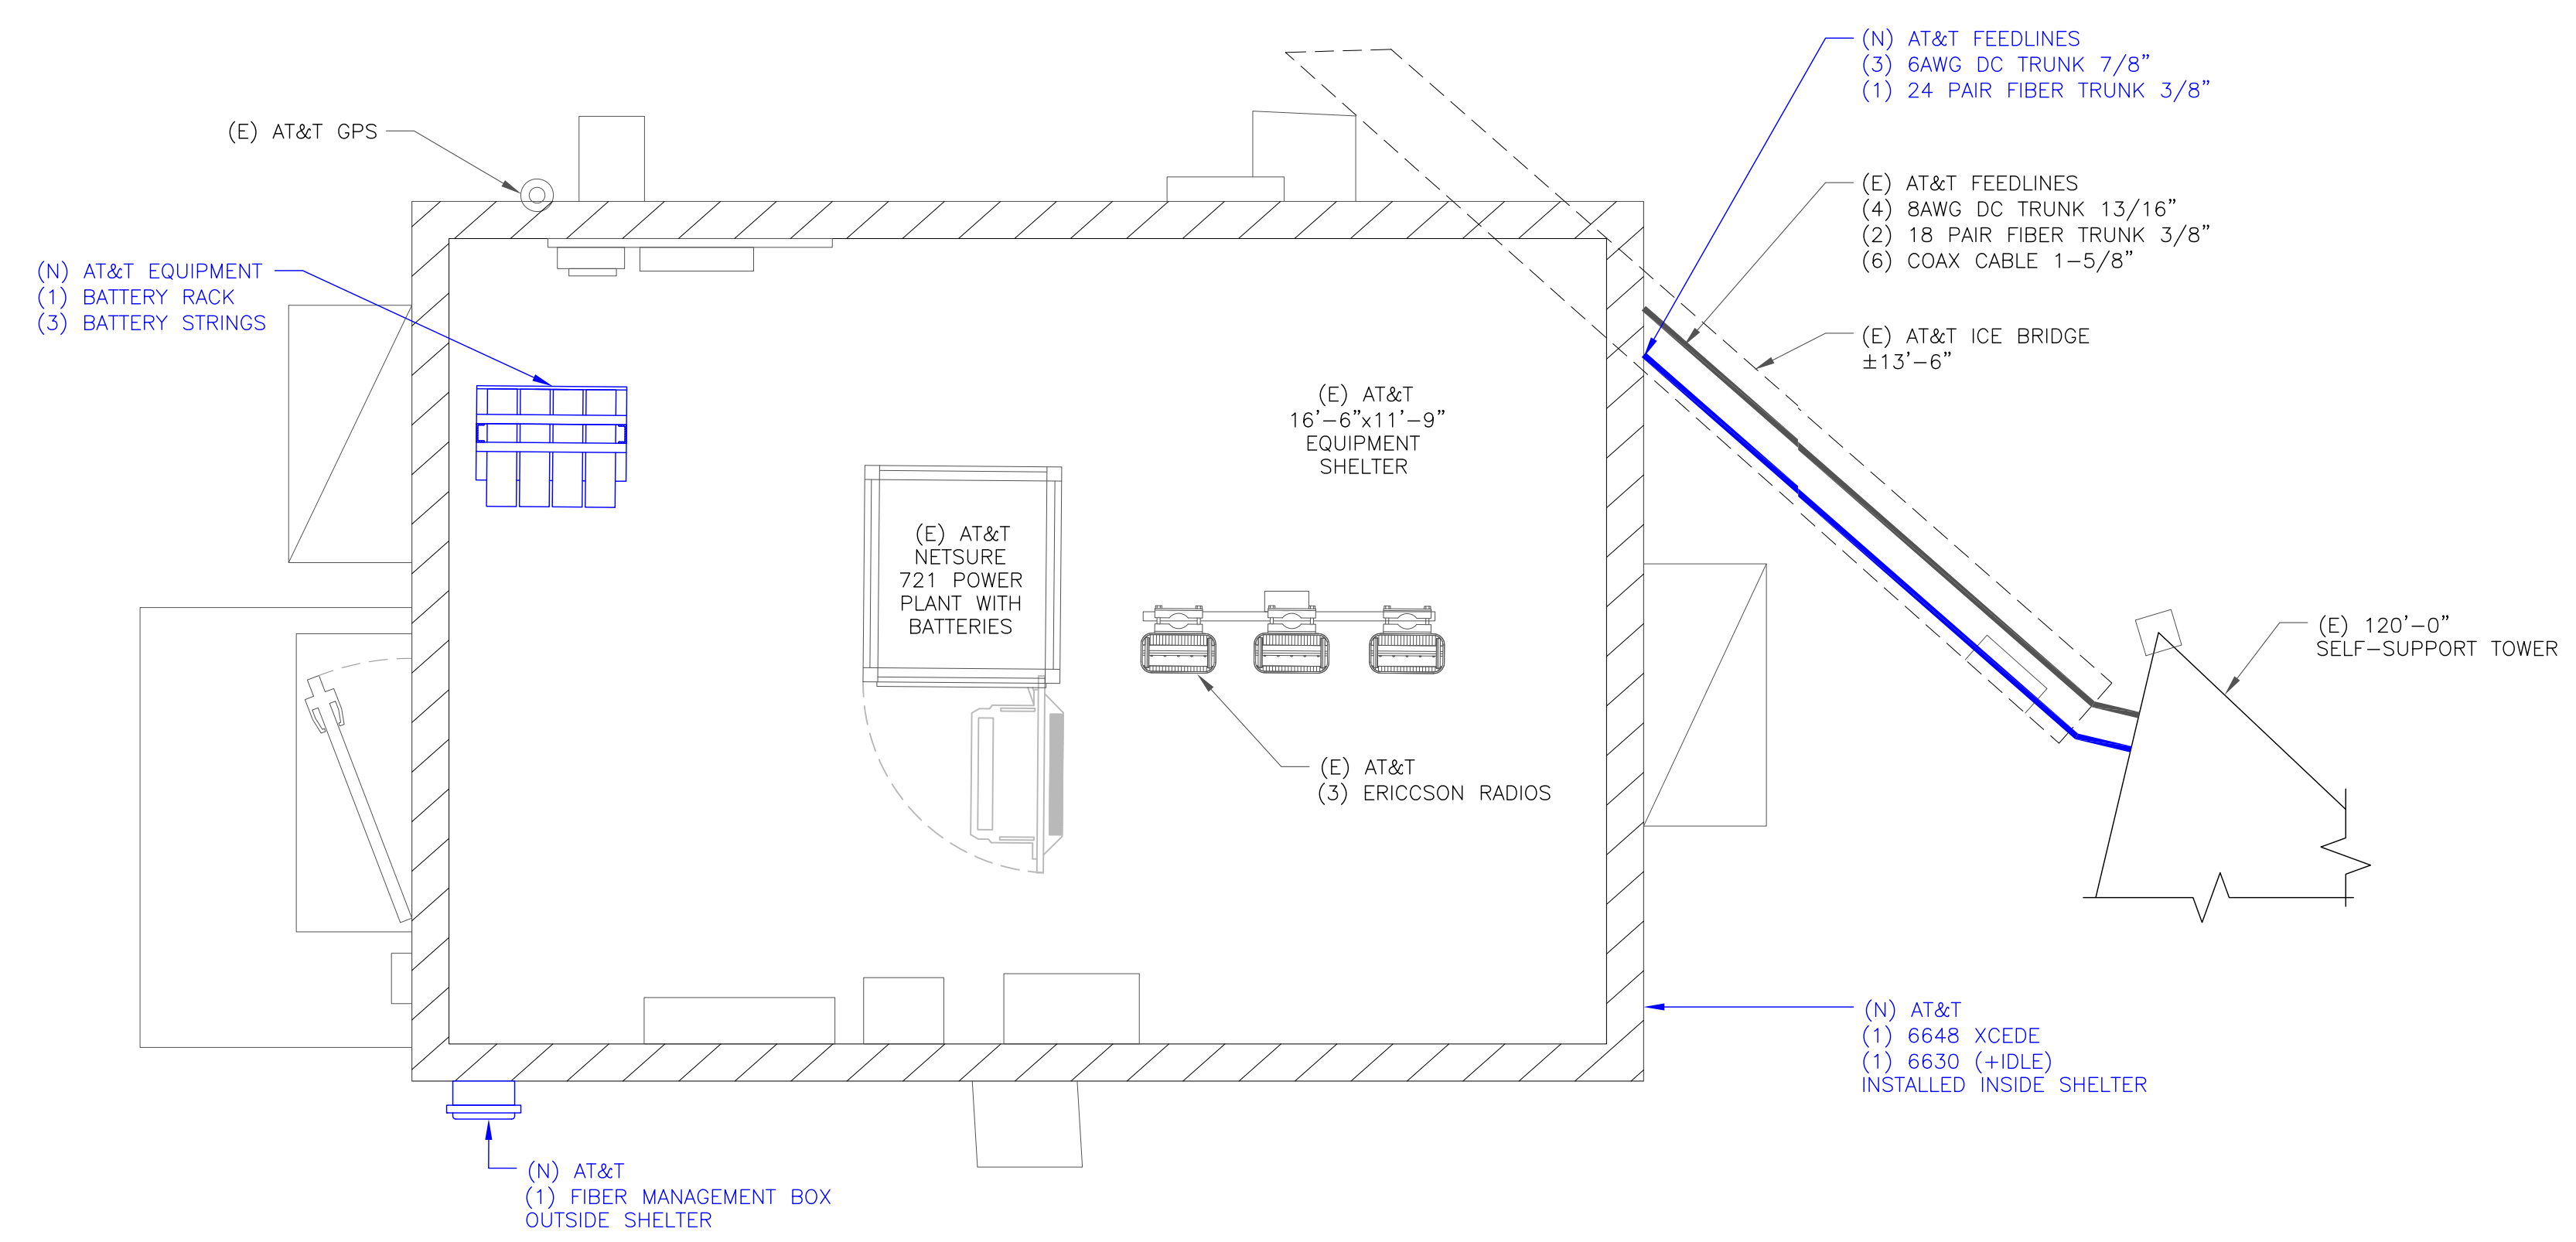 (N) AT&T FEEDLINES
(3) 6AWG DC TRUNK 7/8”
(1) 24 PAIR FIBER TRUNK 3/8”
(E) AT&T GPS
(E) AT&T FEEDLINES
(4) 8AWG DC TRUNK 13/16”
(2) 18 PAIR FIBER TRUNK 3/8”
(6) COAX CABLE 1-5/8”
(N) AT&T EQUIPMENT
(1) BATTERY RACK
(3) BATTERY STRINGS
(E) AT&T ICE BRIDGE
±13’-6”
(E) AT&T
16’-6”x11’-9”
EQUIPMENT
SHELTER
(E) AT&T
NETSURE
721 POWER
PLANT WITH
BATTERIES
(E) 120’-0”
SELF-SUPPORT TOWER
(E) AT&T
(3) ERICCSON RADIOS
(N) AT&T
(1) 6648 XCEDE
(1) 6630 (+IDLE)
INSTALLED INSIDE SHELTER
(N) AT&T
(1) FIBER MANAGEMENT BOX
OUTSIDE SHELTER